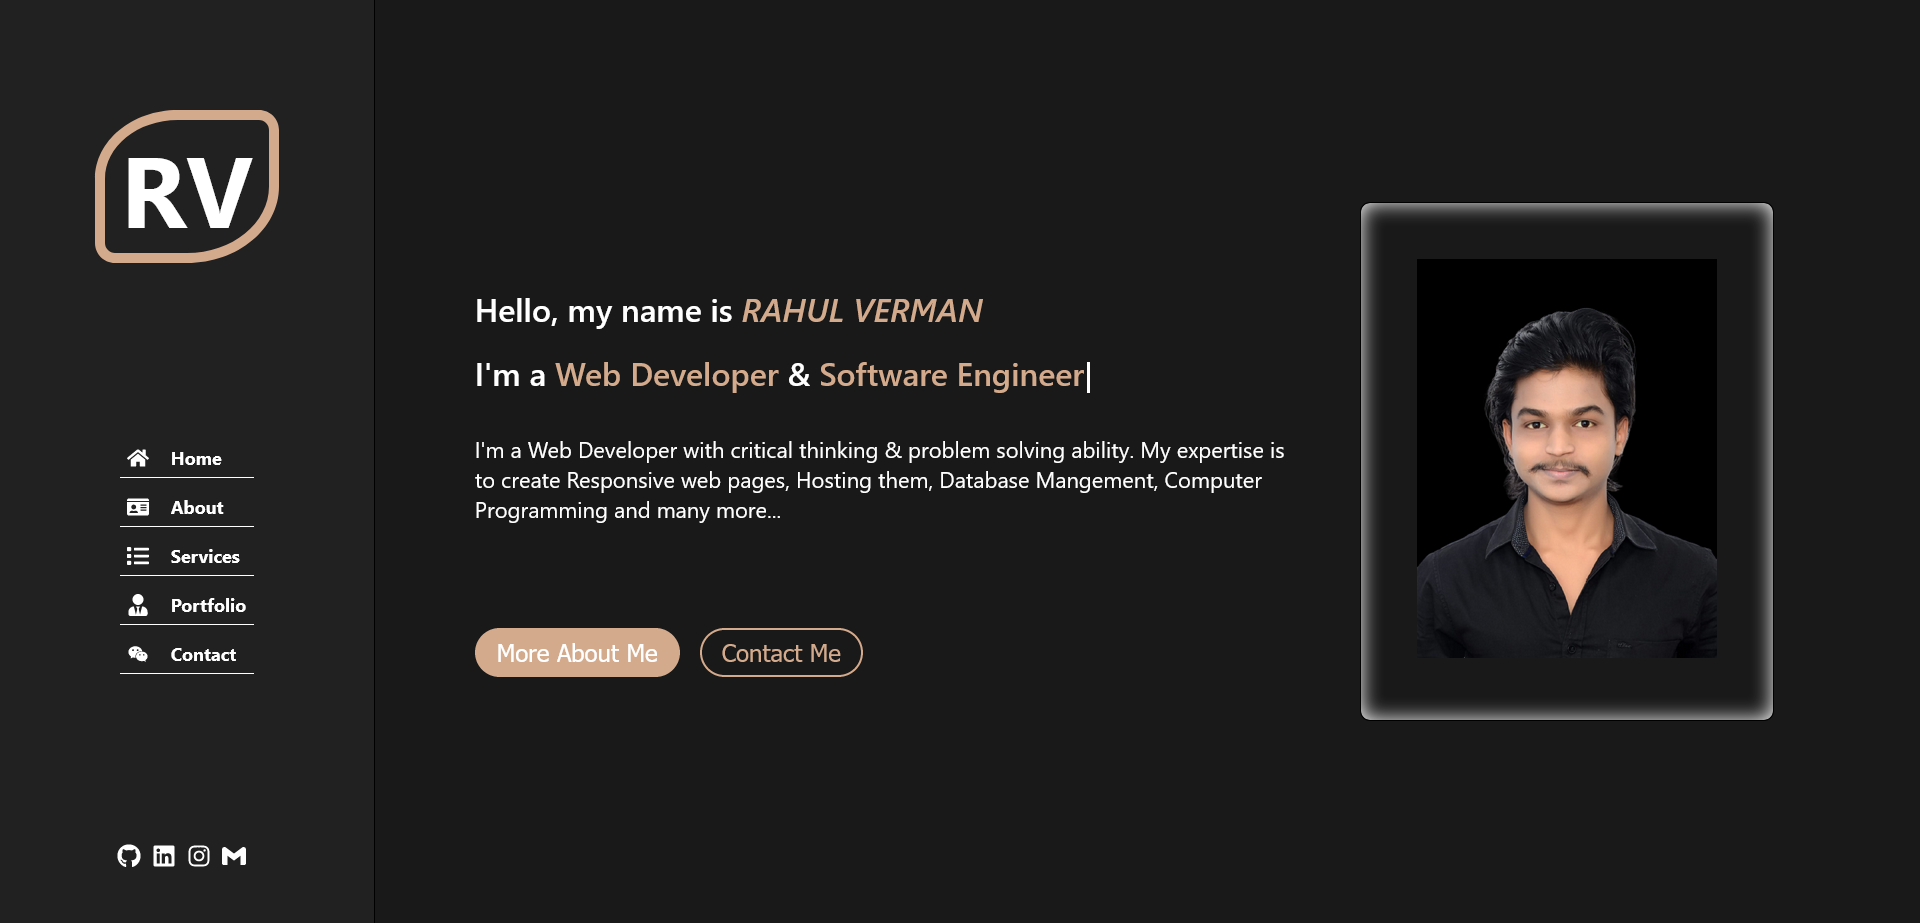 RV
Home
About
Services
Portfolio
Contact
Hello, my name is RAHUL VERMAN
I'm a Web Developer & Software Engineer|
I'm a Web Developer with critical thinking & problem solving ability. My expertise is
to create Responsive web pages, Hosting them, Database Mangement, Computer
Programming and many more...
More About Me
Contact Me